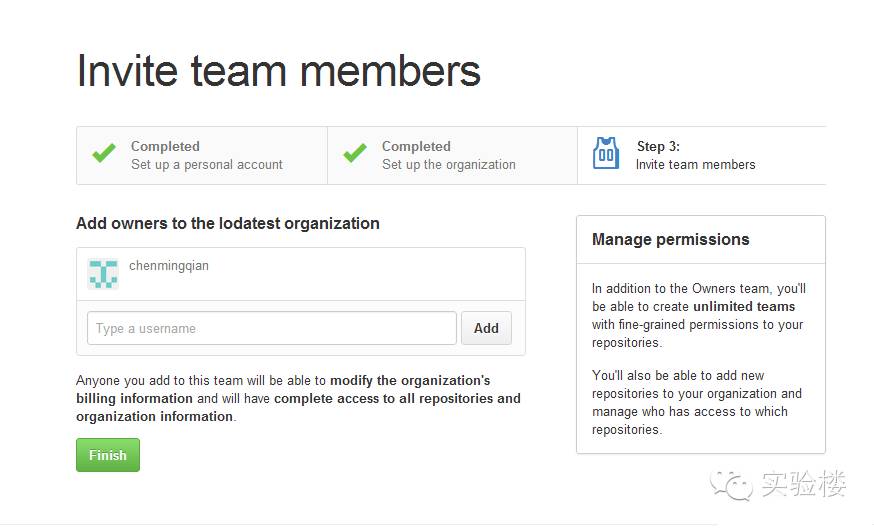 Invite team members
Completed
Set up a personal account
Completed
Set up the organization
Step 3:
Invite team members
Add owners to the lodatest organization
chenmingqian
Type a username
Add
Anyone you add to this team will be able to modify the organization's
billing information and will have complete access to all repositories and
organization information.
Finish
Manage permissions
In addition to the Owners team, you'll
be able to create unlimited teams
with fine-grained permissions to your
repositories.
You'll also be able to add new
repositories to your organization and
manage who has access to which
repositories.
实验楼